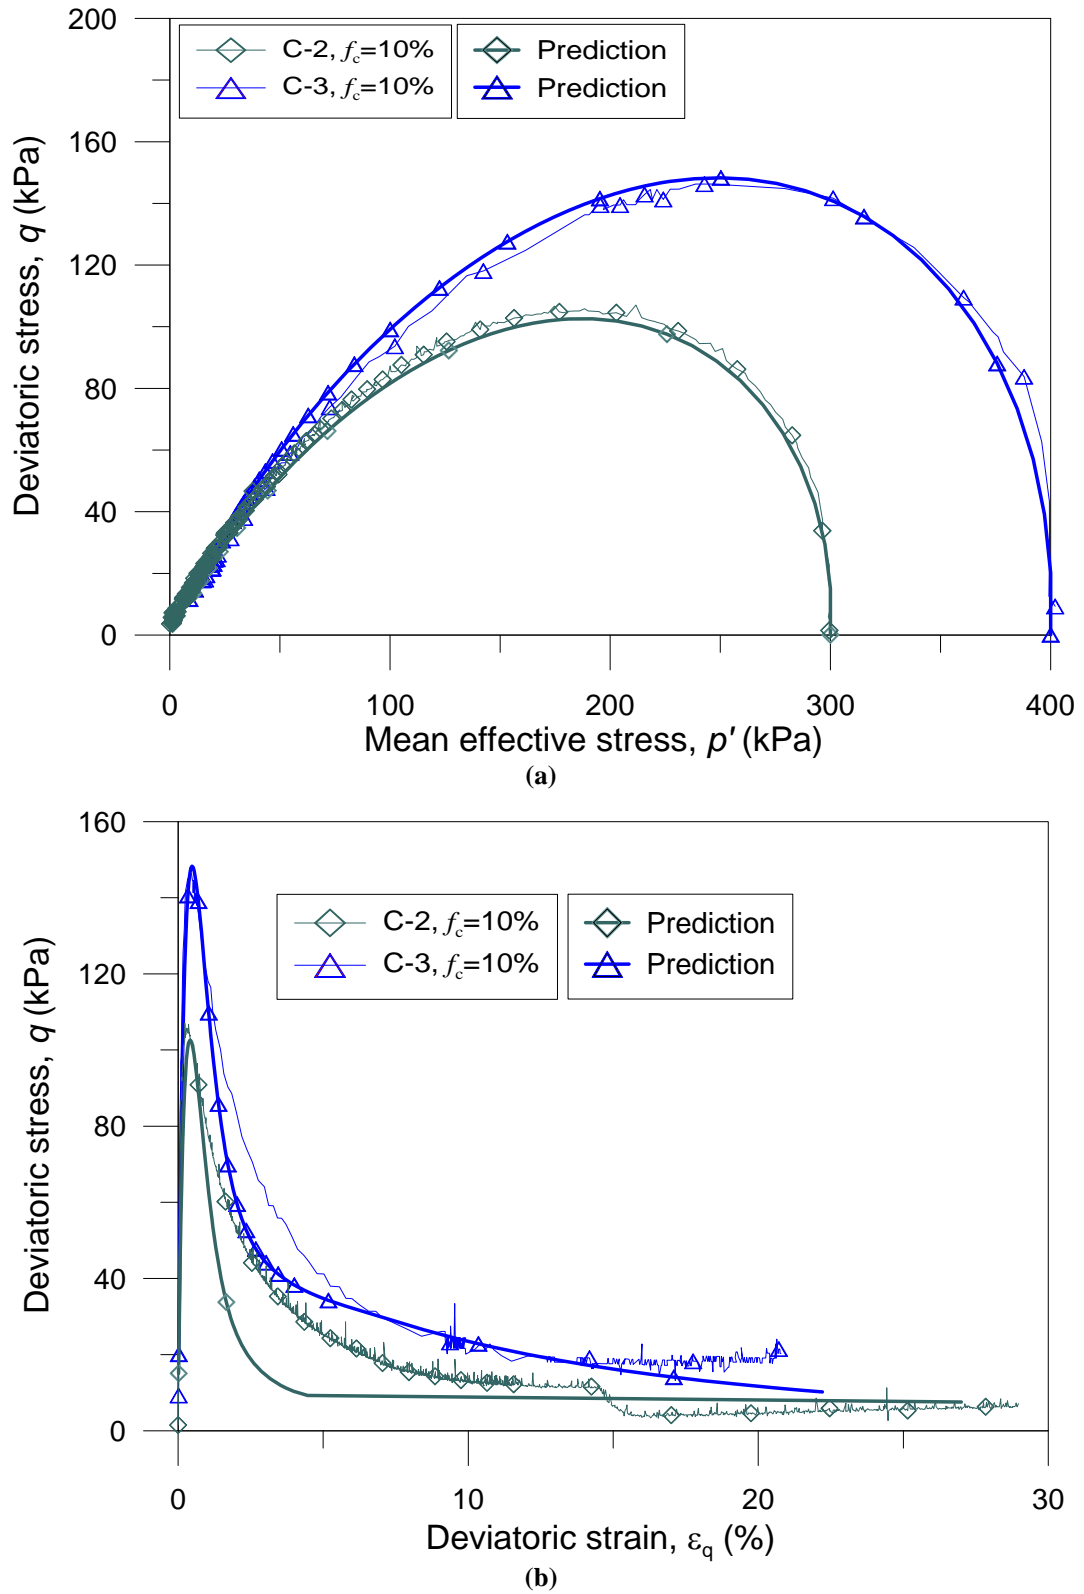 200
160
120
80
40
0
Deviatoric stress, q (kPa)
C-2, fc=10%
C-3, fc=10%
Prediction
Prediction
0 100 200 300 400
Mean effective stress, p' (kPa)
(a)
160
120
80
40
0
Deviatoric stress, q (kPa)
C-2, fc=10%
C-3, fc=10%
Prediction
Prediction
0 10 20 30
Deviatoric strain, εq (%)
(b)